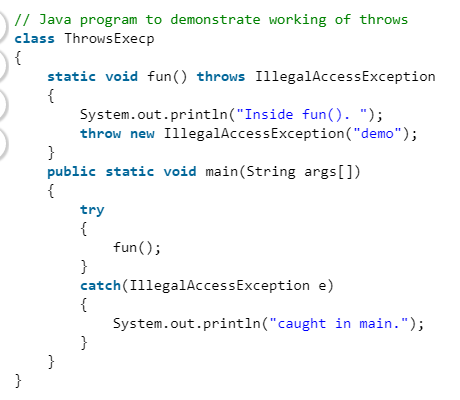 // Java program to demonstrate working of throws
class ThrowsExecp
{
    static void fun() throws IllegalAccessException
    {
        System.out.println("Inside fun(). ");
        throw new IllegalAccessException("demo");
    }
    public static void main(String args[])
    {
        try
        {
            fun();
        }
        catch(IllegalAccessException e)
        {
            System.out.println("caught in main.");
        }
    }
}